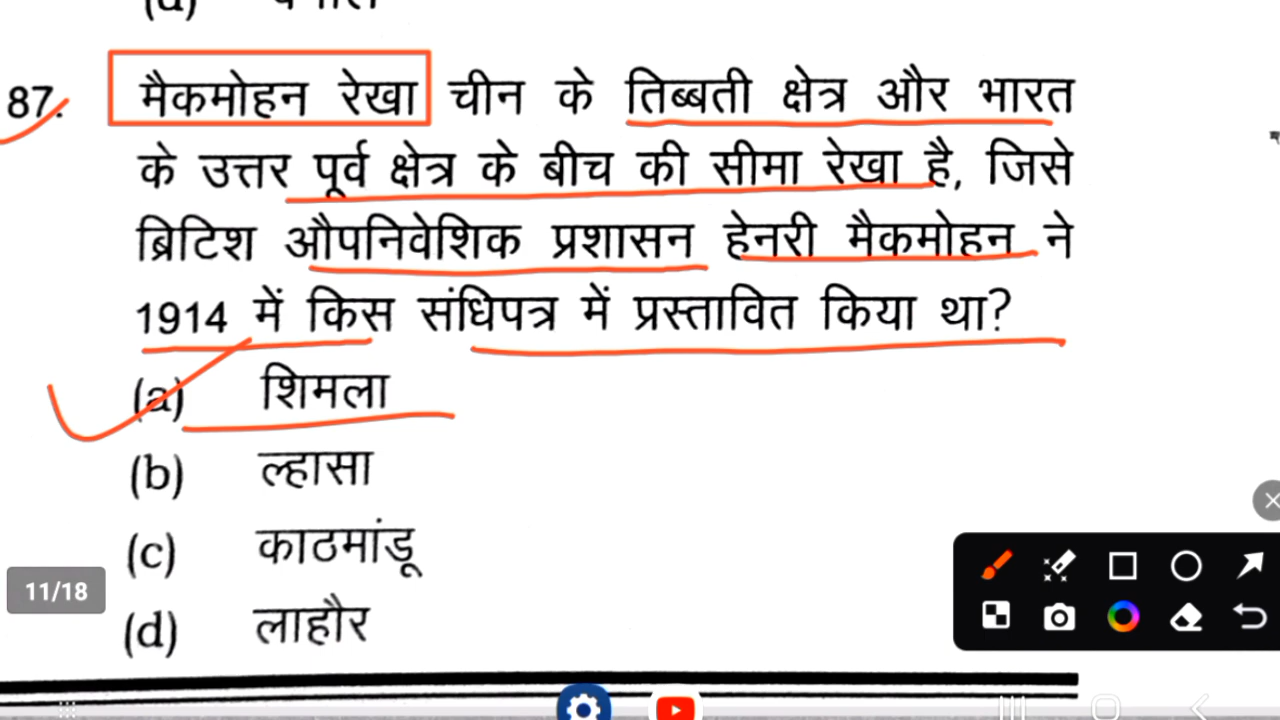 87. मैकमोहन रेखा चीन के तिब्बती क्षेत्र और भारत
के उत्तर पूर्व क्षेत्र के बीच की सीमा रेखा है, जिसे
ब्रिटिश औपनिवेशिक प्रशासन हेनरी मैकमोहन ने
1914 में किस संधिपत्र में प्रस्तावित किया था?
(a) शिमला
(b) ल्हासा
(c) काठमांडू
(d) लाहौर
11/18